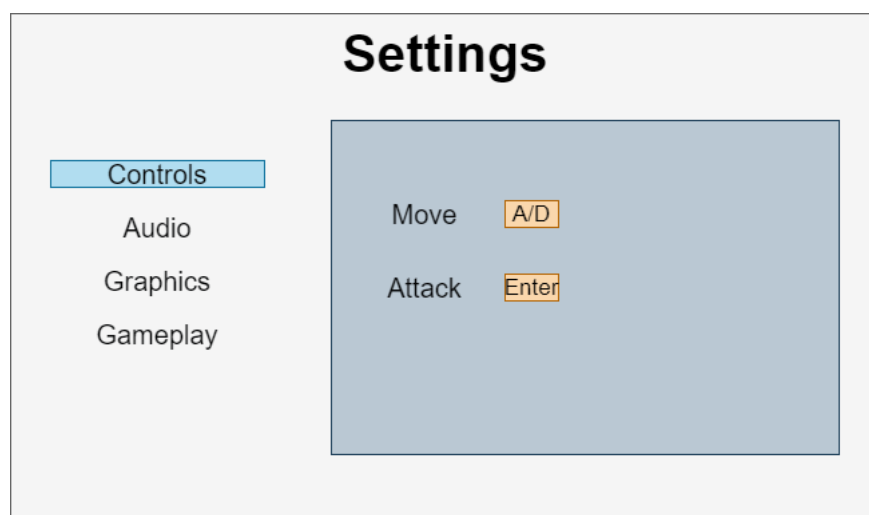 Settings
Controls
Audio
Graphics
Gameplay
Move A/D
Attack Enter